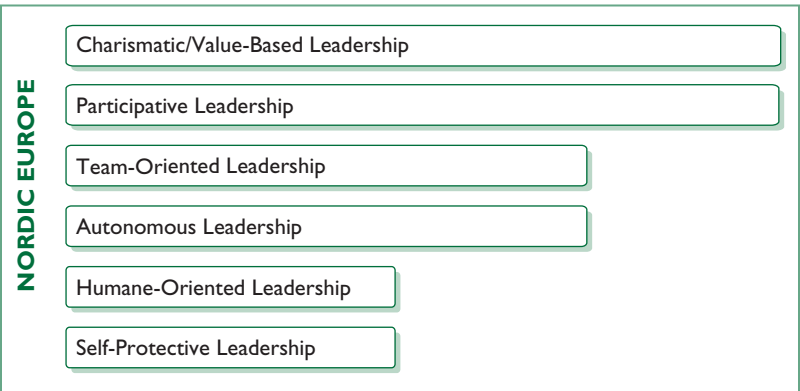 NORDIC EUROPE
Charismatic/Value-Based Leadership
Participative Leadership
Team-Oriented Leadership
Autonomous Leadership
Humane-Oriented Leadership
Self-Protective Leadership